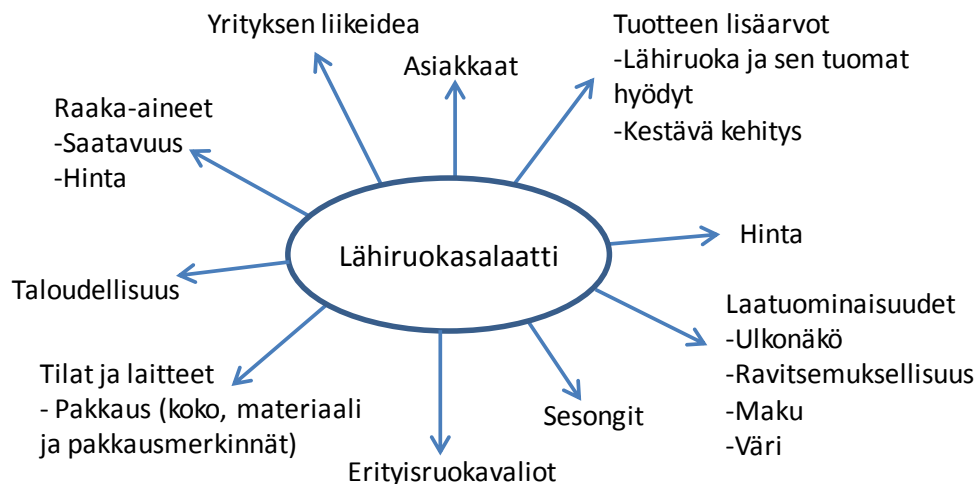 Yrityksen liikeidea
Asiakkaat
Tuotteen lisäarvot
-Lähiruoka ja sen tuomat
hyödyt
-Kestävä kehitys
Raaka-aineet
-Saatavuus
-Hinta
Lähiruokasalaatti
Hinta
Taloudellisuus
Laatuominaisuudet
-Ulkonäkö
-Ravitsemuksellisuus
-Maku
-Väri
Tilat ja laitteet
- Pakkaus (koko, materiaali
ja pakkausmerkinnät)
Sesongit
Erityisruokavaliot